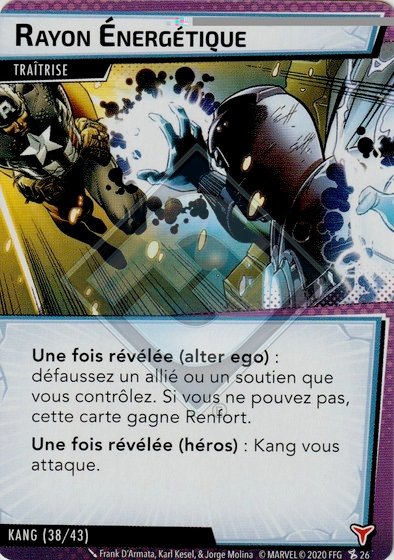 RAYON ÉNERGÉTIQUE
TRAÎTRISE
Une fois révélée (alter ego) :
défaussez un allié ou un soutien que
vous contrôlez. Si vous ne pouvez pas,
cette carte gagne Renfort.
Une fois révélée (héros) : Kang vous
attaque.
KANG (38/43)
Frank D'Armata, Karl Kesel, & Jorge Molina © MARVEL © 2020 FFG 26